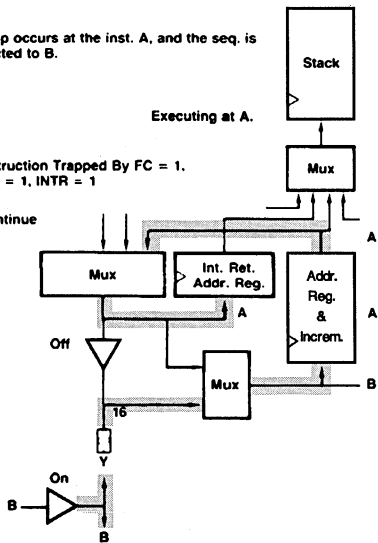 p occurs at the inst. A, and the seq. is
cted to B.
Stack
Executing at A.
truction Trapped By FC = 1,
= 1, INTR = 1
Mux
ntinue
A
Mux
Int. Ret.
Addr. Reg.
Addr.
Reg.
&
Increm.
A
A
Off
Mux
B
16
Y
On
B
B